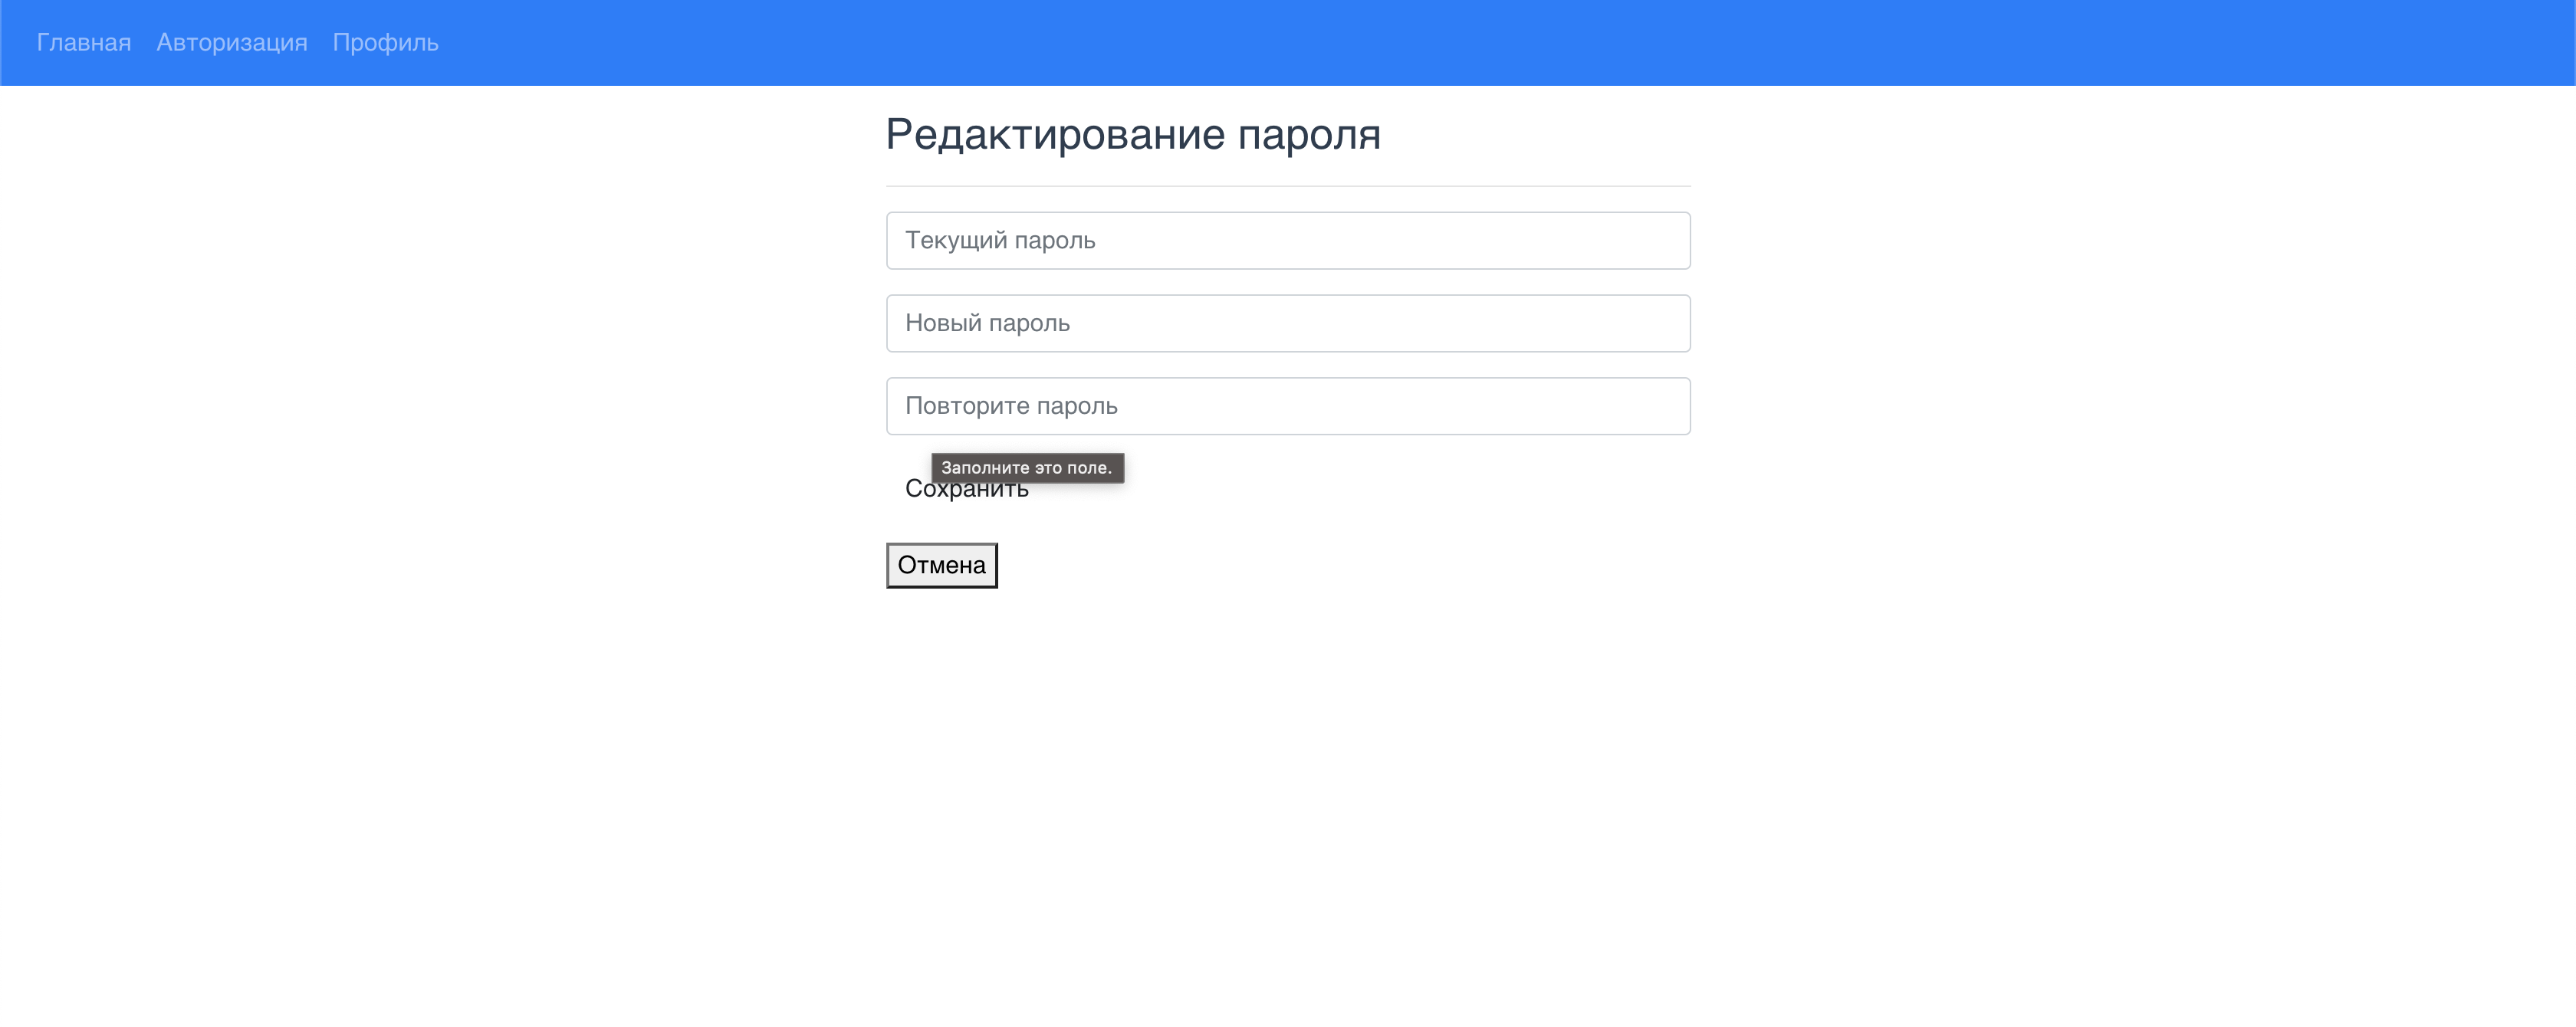 Главная Авторизация Профиль
Редактирование пароля
Текущий пароль
Новый пароль
Повторите пароль
Заполните это поле.
Сохранить
Отмена